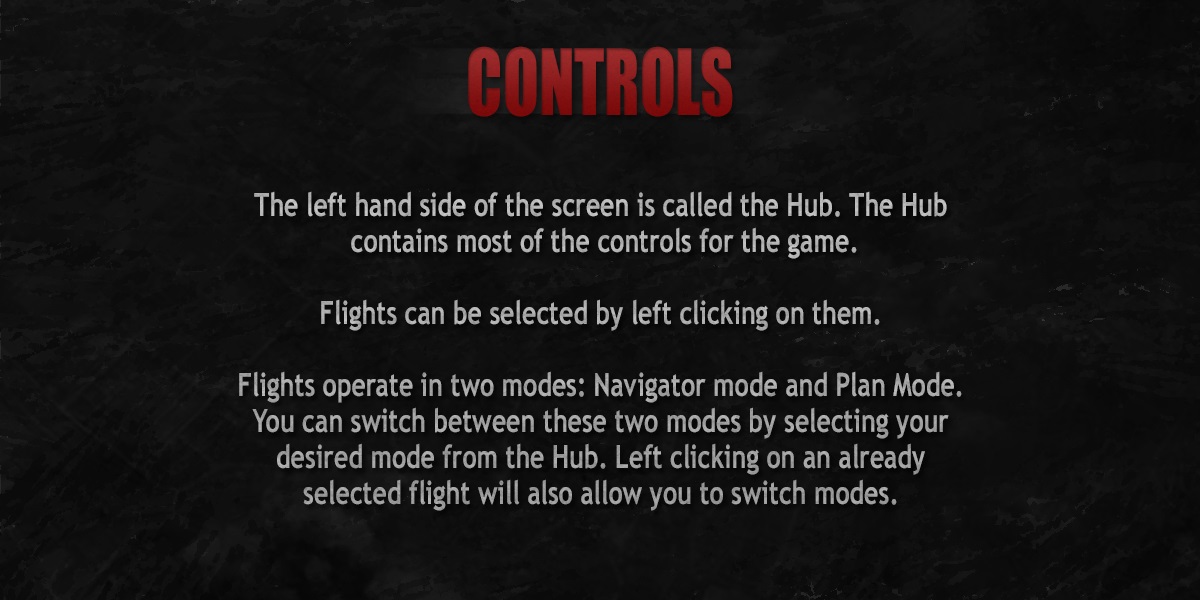 CONTROLS
The left hand side of the screen is called the Hub. The Hub
contains most of the controls for the game.
Flights can be selected by left clicking on them.
Flights operate in two modes: Navigator mode and Plan Mode.
You can switch between these two modes by selecting your
desired mode from the Hub. Left clicking on an already
selected flight will also allow you to switch modes.